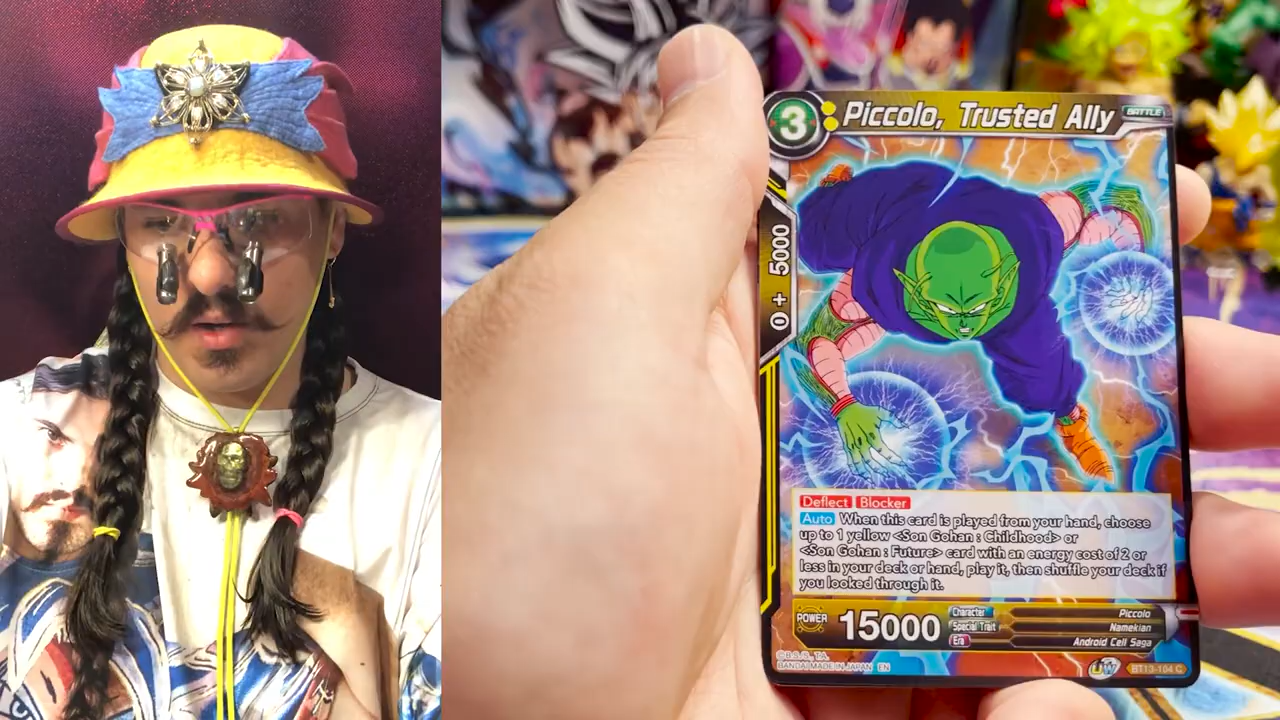 3 Piccolo, Trusted Ally BATTLE
0+ 5000
Deflect Blocker
Auto When this card is played from your hand, choose
up to 1 yellow <Son Gohan : Childhood> or
<Son Gohan : Future> card with an energy cost of 2 or
less in your deck or hand, play it, then shuffle your deck if
you looked through it.
POWER 15000
Character Piccolo
Special Trait Namekian
Era Android Cell Saga
©B.S./S., T.A.
BANDAI MADE IN JAPAN EN
UW BT13-104 C